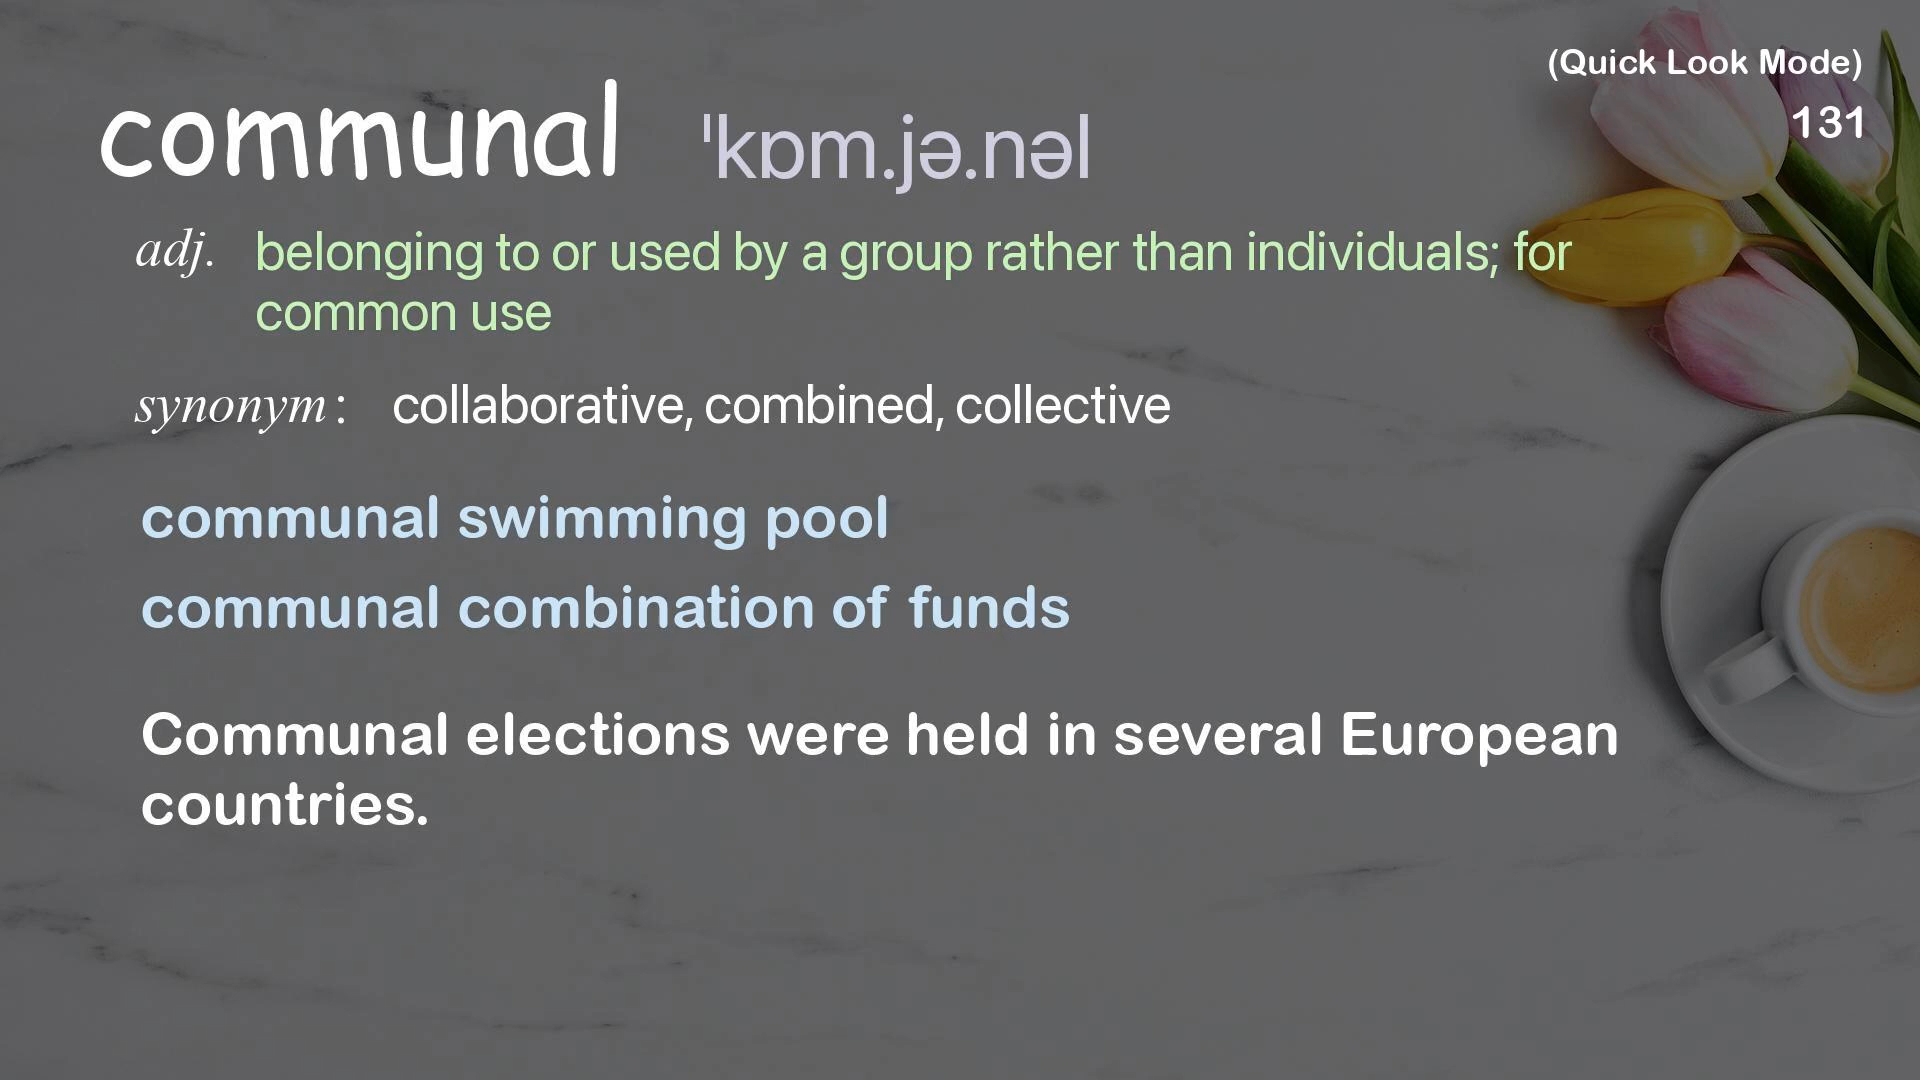 (Quick Look Mode)
131
communal ˈkɒm.jə.nəl
adj. belonging to or used by a group rather than individuals; for
common use
synonym : collaborative, combined, collective
communal swimming pool
communal combination of funds
Communal elections were held in several European
countries.